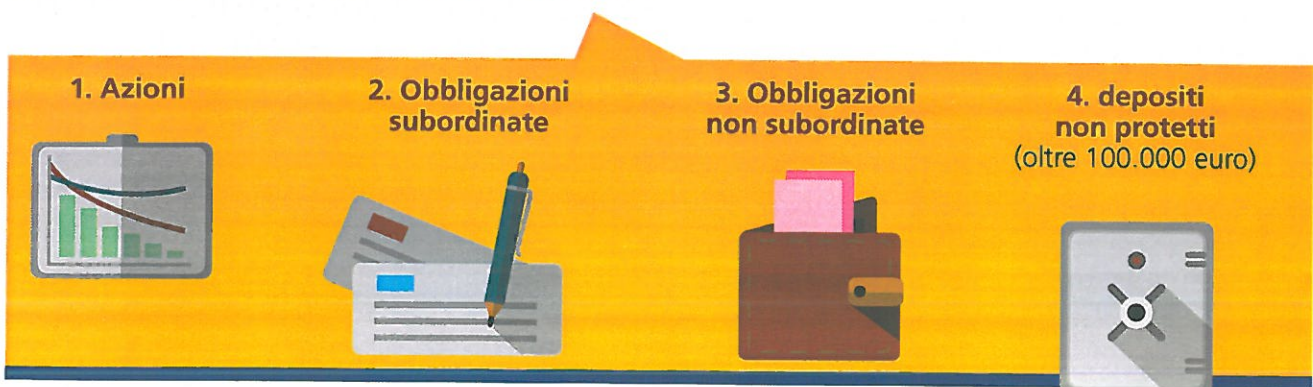 1. Azioni
2. Obbligazioni
subordinate
3. Obbligazioni
non subordinate
4. depositi
non protetti
(oltre 100.000 euro)